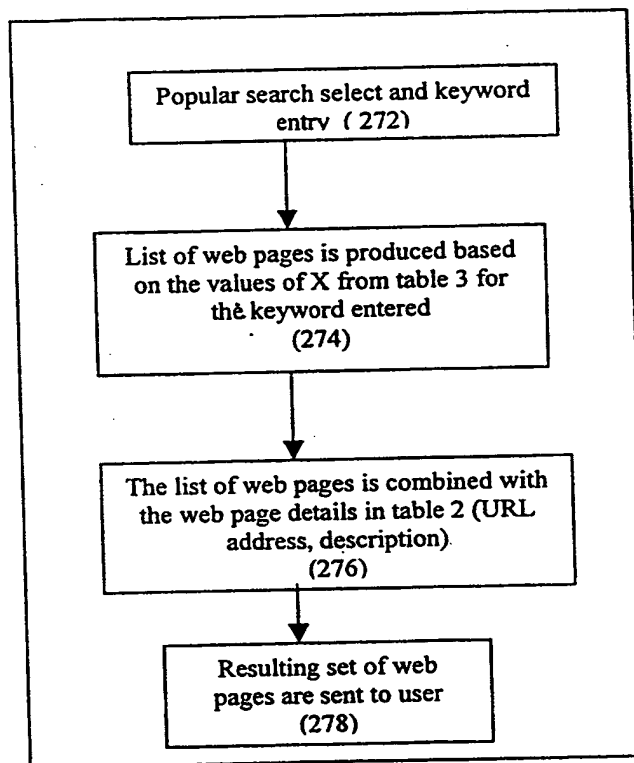 Popular search select and keyword
entry ( 272)
List of web pages is produced based
on the values of X from table 3 for
the keyword entered
(274)
The list of web pages is combined with
the web page details in table 2 (URL
address, description)
(276)
Resulting set of web
pages are sent to user
(278)